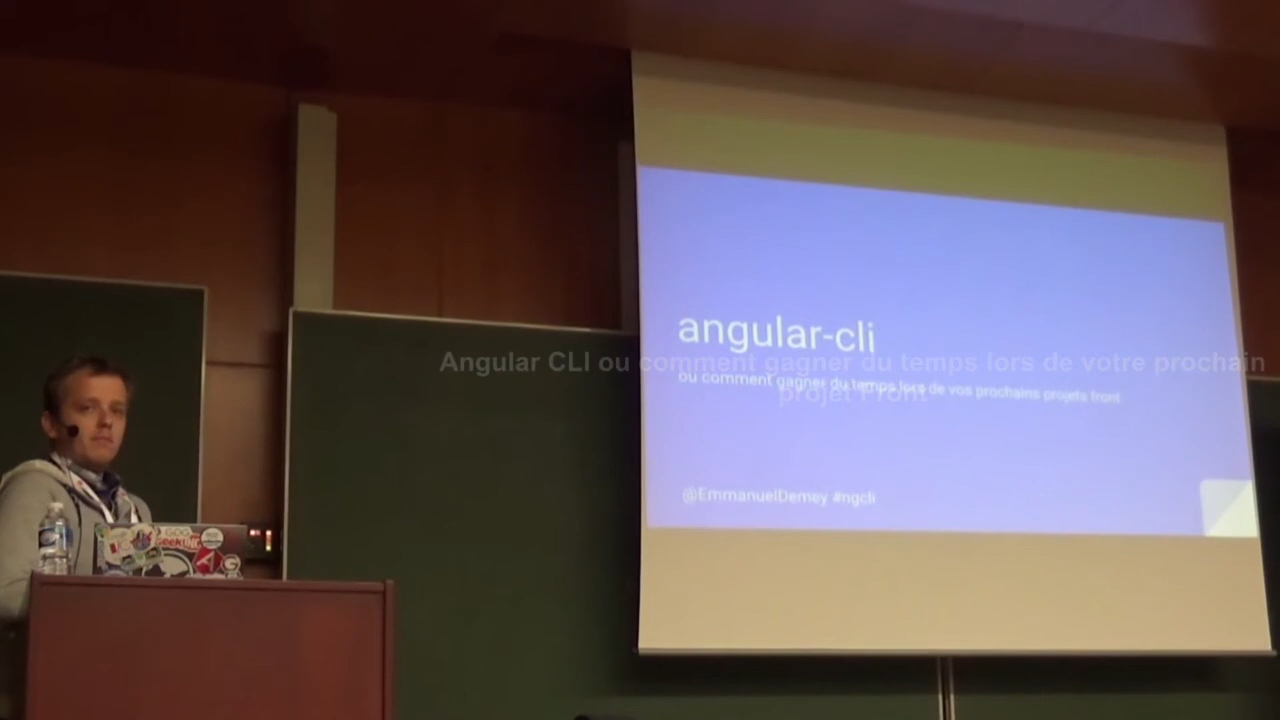 angular-cli
Angular CLI ou comment gagner du temps lors de votre prochain
projet Front
ou comment gagner du temps lors de vos prochains projets front
@EmmanuelDemey #ngcli
GDG